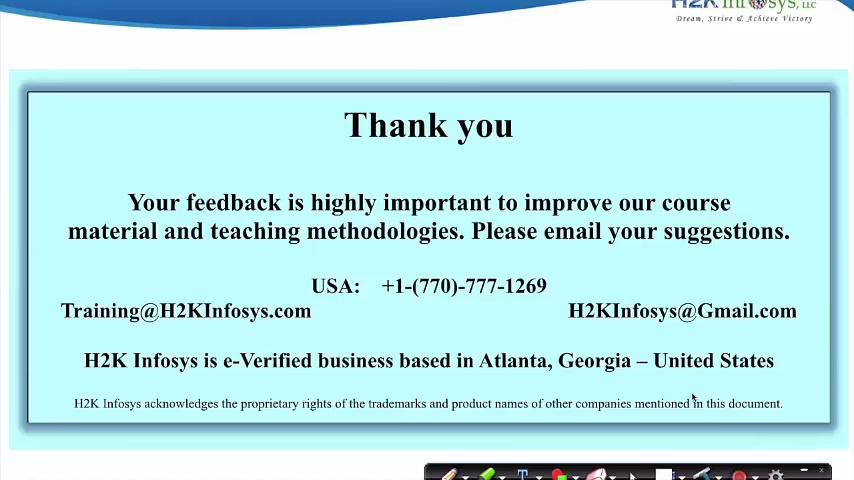 H2K Infosys, LLC
Dream, Strive & Achieve Victory
Thank you
Your feedback is highly important to improve our course
material and teaching methodologies. Please email your suggestions.
USA: +1-(770)-777-1269
Training@H2KInfosys.com H2KInfosys@Gmail.com
H2K Infosys is e-Verified business based in Atlanta, Georgia – United States
H2K Infosys acknowledges the proprietary rights of the trademarks and product names of other companies mentioned in this document.